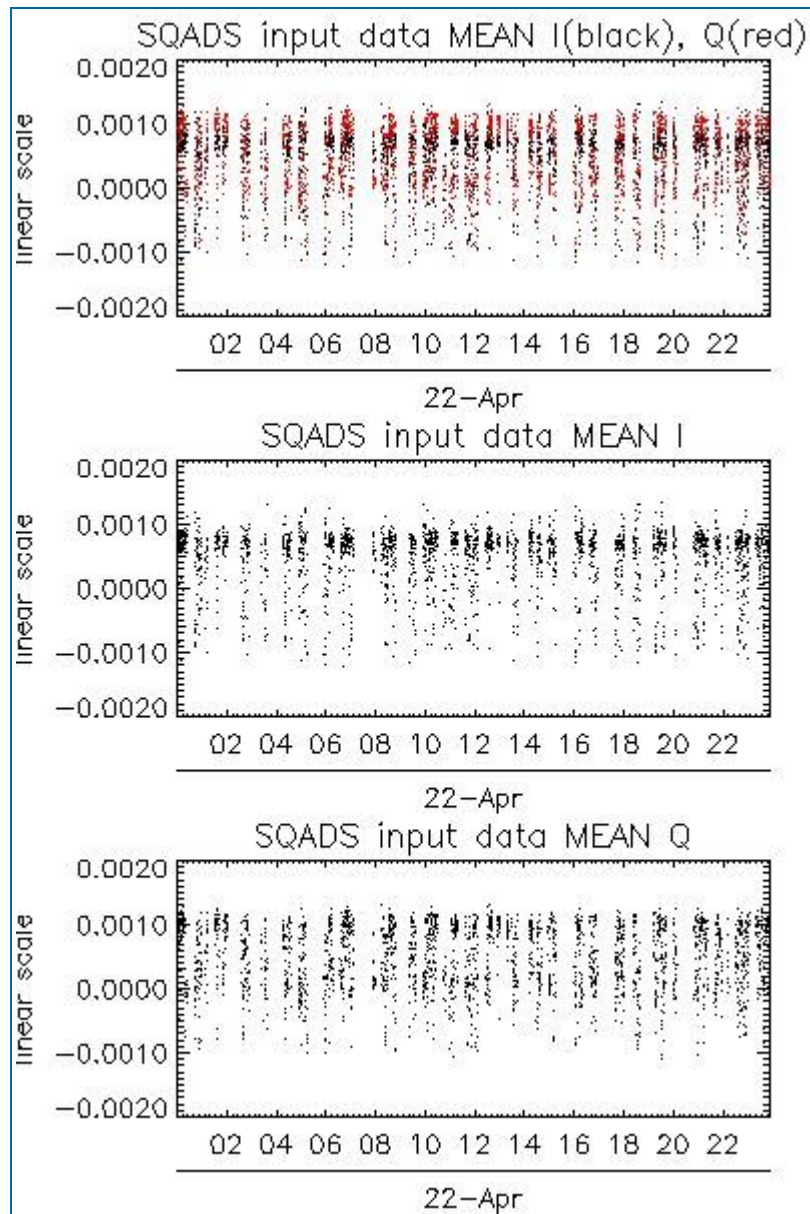 SQADS input data MEAN I(black), Q(red)
0.0020
0.0010
0.0000
−0.0010
−0.0020
linear scale
02 04 06 08 10 12 14 16 18 20 22
22−Apr
SQADS input data MEAN I
0.0020
0.0010
0.0000
−0.0010
−0.0020
linear scale
02 04 06 08 10 12 14 16 18 20 22
22−Apr
SQADS input data MEAN Q
0.0020
0.0010
0.0000
−0.0010
−0.0020
linear scale
02 04 06 08 10 12 14 16 18 20 22
22−Apr